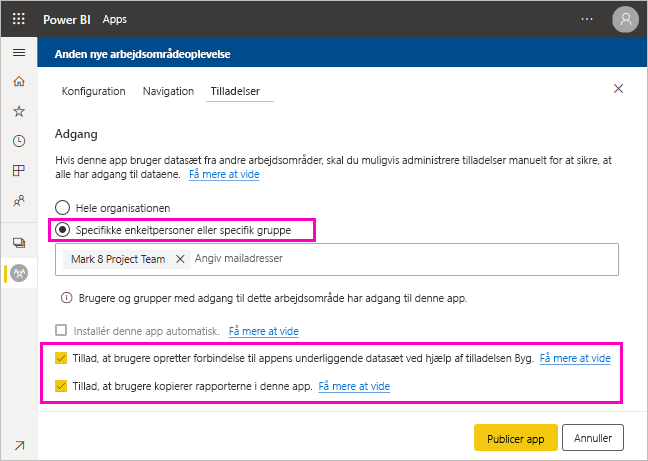 Power BI Apps
Anden nye arbejdsområdeoplevelse
Konfiguration Navigation Tilladelser
Adgang
Hvis denne app bruger datasæt fra andre arbejdsområder, skal du muligvis administrere tilladelser manuelt for at sikre, at
alle har adgang til dataene. Få mere at vide
Hele organisationen
Specifikke enkeltpersoner eller specifik gruppe
Mark 8 Project Team Angiv mailadresser
Brugere og grupper med adgang til dette arbejdsområde har adgang til denne app.
Installér denne app automatisk. Få mere at vide
Tillad, at brugere opretter forbindelse til appens underliggende datasæt ved hjælp af tilladelsen Byg. Få mere at vide
Tillad, at brugere kopierer rapporterne i denne app. Få mere at vide
Publicer app Annuller